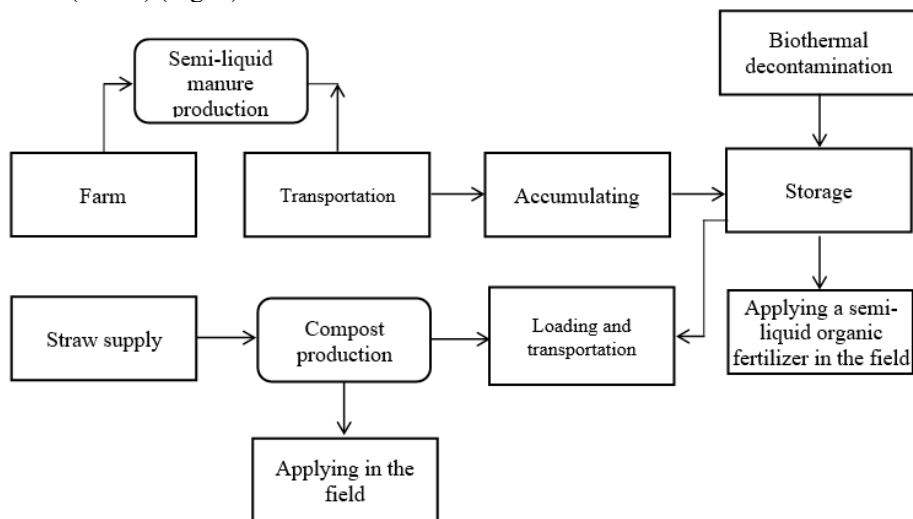 Semi-liquid
manure
production
Biothermal
decontamination
Farm
Transportation
Accumulating
Storage
Straw supply
Compost
production
Loading and
transportation
Applying a semi-
liquid organic
fertilizer in the field
Applying in the
field